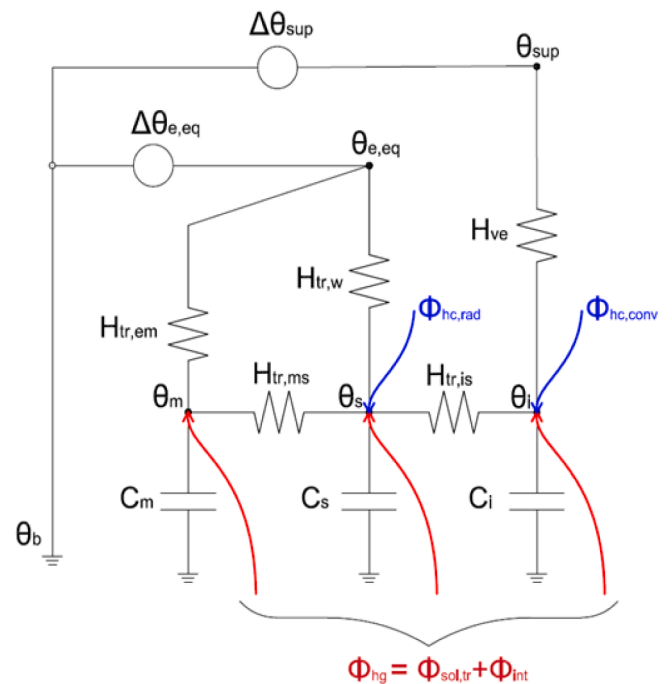 Δθsup
θsup
Δθe,eq
θe,eq
Hve
Htr,w
Φhc,rad
Φhc,conv
Htr,em
Htr,ms
Htr,is
θm
θs
θi
Cm
Cs
Ci
θb
Φhg = Φsol,tr+Φint